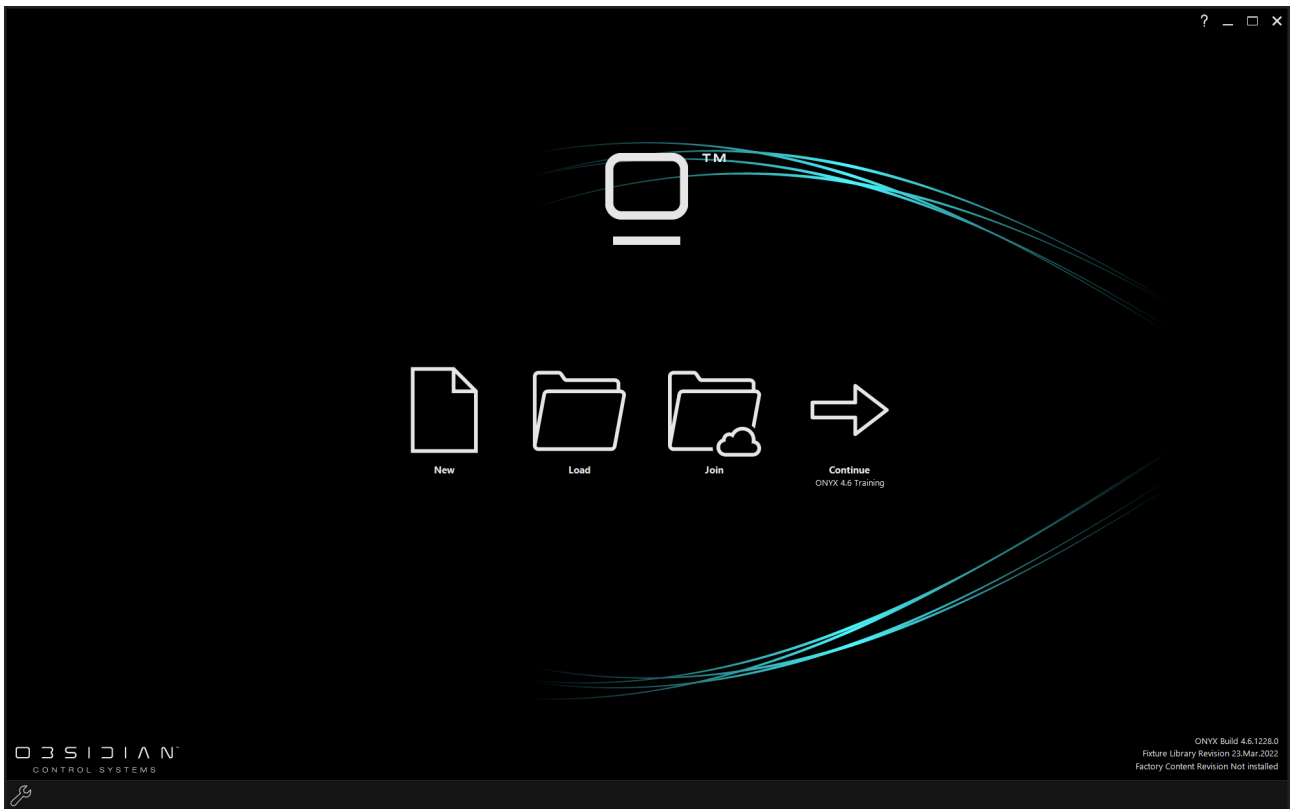 ?
TM
New
Load
Join
Continue
ONYX 4.6 Training
OBSIDIAN™
CONTROL SYSTEMS
ONYX Build 4.6.1228.0
Fixture Library Revision 23.Mar.2022
Factory Content Revision Not installed